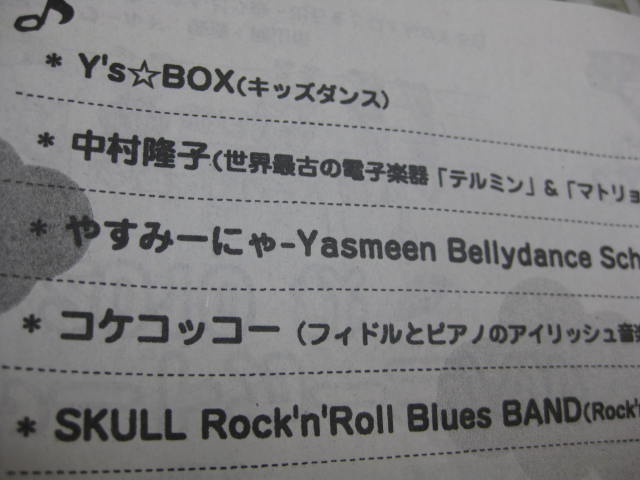 * Y's☆BOX(キッズダンス)
* 中村隆子(世界最古の電子楽器「テルミン」&「マトリョ
* やすみーにゃ-Yasmeen Bellydance Sch
* コケコッコー (フィドルとピアノのアイリッシュ音楽
* SKULL Rock'n'Roll Blues BAND(Rock'n